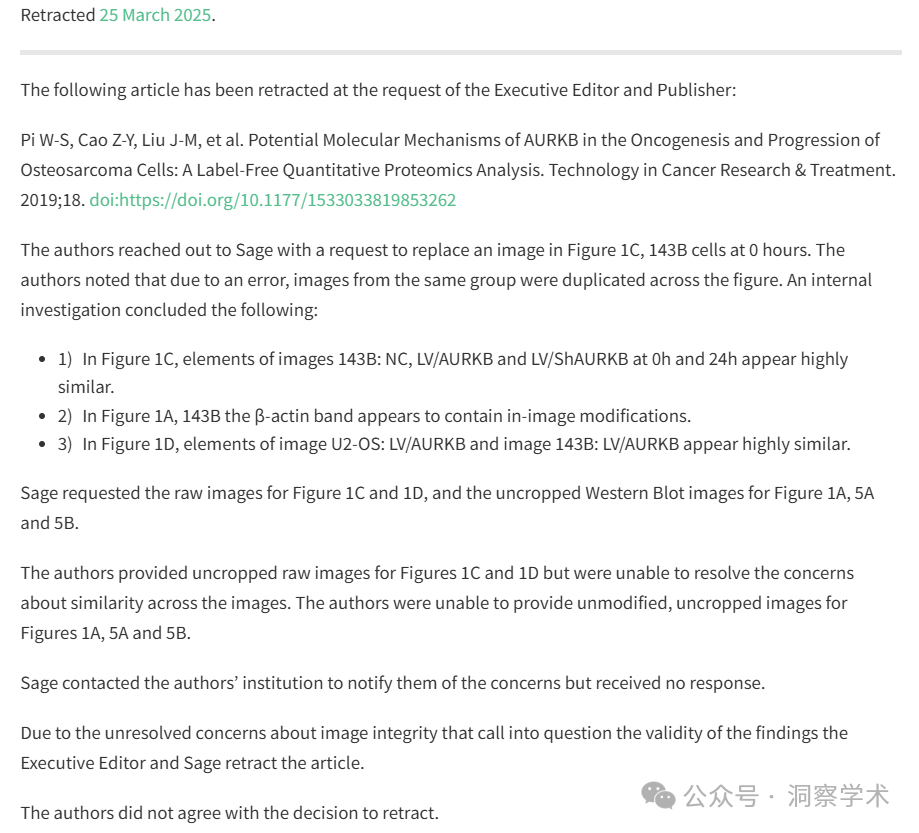 Retracted 25 March 2025.
The following article has been retracted at the request of the Executive Editor and Publisher:
Pi W-S, Cao Z-Y, Liu J-M, et al. Potential Molecular Mechanisms of AURKB in the Oncogenesis and Progression of
Osteosarcoma Cells: A Label-Free Quantitative Proteomics Analysis. Technology in Cancer Research & Treatment.
2019;18. doi:https://doi.org/10.1177/1533033819853262
The authors reached out to Sage with a request to replace an image in Figure 1C, 143B cells at 0 hours. The
authors noted that due to an error, images from the same group were duplicated across the figure. An internal
investigation concluded the following:
• 1) In Figure 1C, elements of images 143B: NC, LV/AURKB and LV/ShAURKB at 0h and 24h appear highly
similar.
• 2) In Figure 1A, 143B the β-actin band appears to contain in-image modifications.
• 3) In Figure 1D, elements of image U2-OS: LV/AURKB and image 143B: LV/AURKB appear highly similar.
Sage requested the raw images for Figure 1C and 1D, and the uncropped Western Blot images for Figure 1A, 5A
and 5B.
The authors provided uncropped raw images for Figures 1C and 1D but were unable to resolve the concerns
about similarity across the images. The authors were unable to provide unmodified, uncropped images for
Figures 1A, 5A and 5B.
Sage contacted the authors’ institution to notify them of the concerns but received no response.
Due to the unresolved concerns about image integrity that call into question the validity of the findings the
Executive Editor and Sage retract the article.
The authors did not agree with the decision to retract.
公众号 · 洞察学术